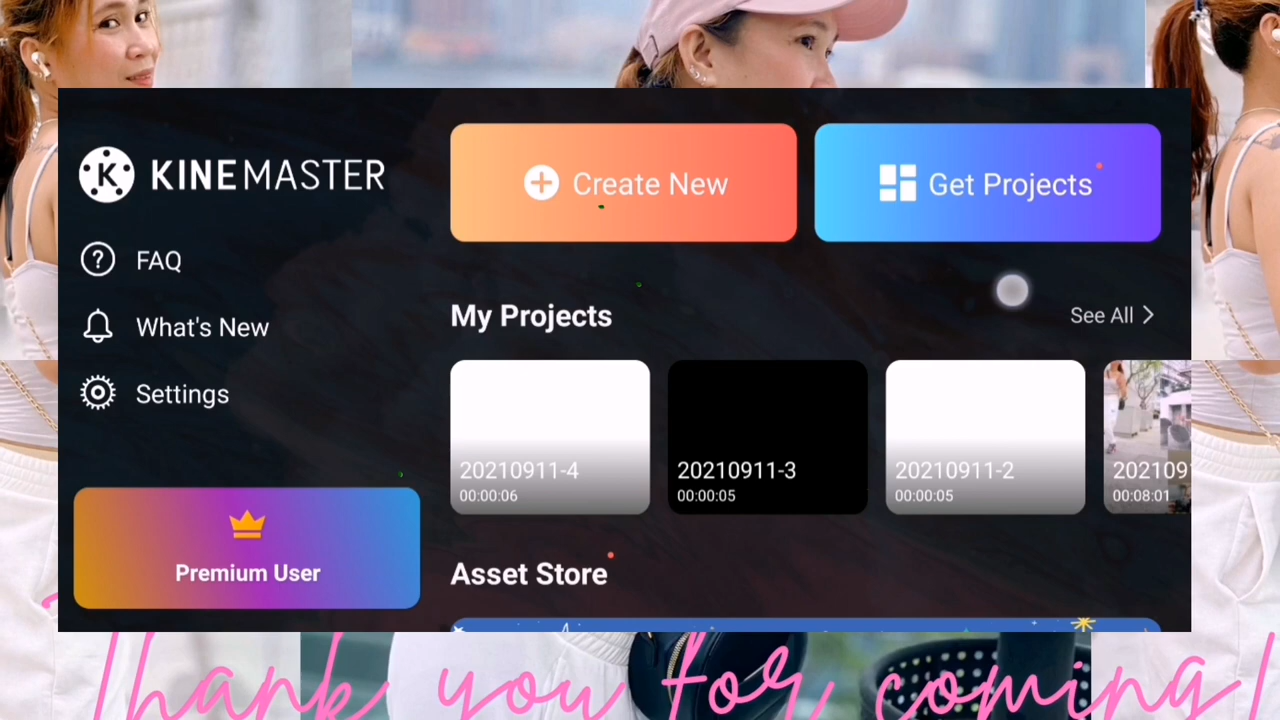 KINEMASTER
FAQ
What's New
Settings
Premium User
Create New
Get Projects
My Projects
See All
20210911-4
00:00:06
20210911-3
00:00:05
20210911-2
00:00:05
202109
00:08:01
Asset Store
Thank you for coming!